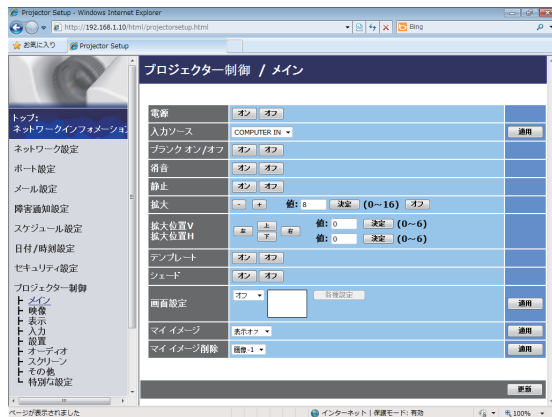 Projector Setup - Windows Internet Explorer
http://192.168.1.10/html/projectorsetup.html
Bing
お気に入り
Projector Setup
プロジェクター制御 / メイン
トップ:
ネットワークインフォメーション
ネットワーク設定
ポート設定
メール設定
障害通知設定
スケジュール設定
日付/時刻設定
セキュリティ設定
プロジェクター制御
メイン
映像
表示
入力
設置
オーディオ
スクリーン
その他
特別な設定
電源 オン オフ
入力ソース COMPUTER IN 適用
ブランク オン/オフ オン オフ
消音 オン オフ
静止 オン オフ
拡大 - + 値: 8 決定 (0～16) オフ
拡大位置V
拡大位置H
左 上 下 右
値: 0 決定 (0～6)
値: 0 決定 (0～6)
テンプレート オン オフ
シェード オン オフ
画面設定 オフ 各種設定 適用
マイ イメージ 表示オフ 適用
マイ イメージ削除 画像-1 適用
更新
ページが表示されました
インターネット | 保護モード: 有効
100%